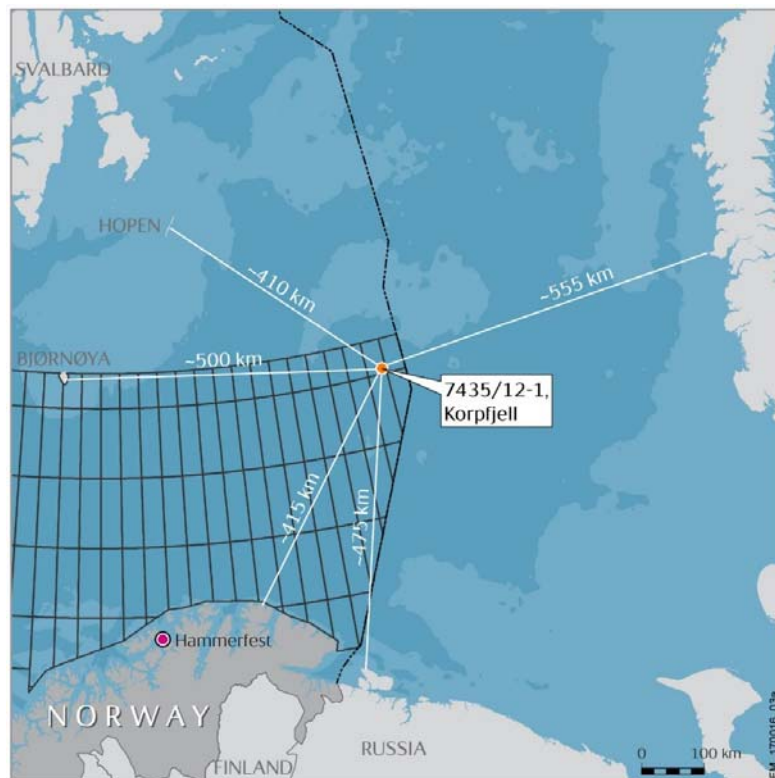 SVALBARD
HOPEN
~410 km
~555 km
BJØRNØYA
~500 km
7435/12-1,
Korpfjell
~415 km
~475 km
Hammerfest
NORWAY
FINLAND
RUSSIA
0 100 km